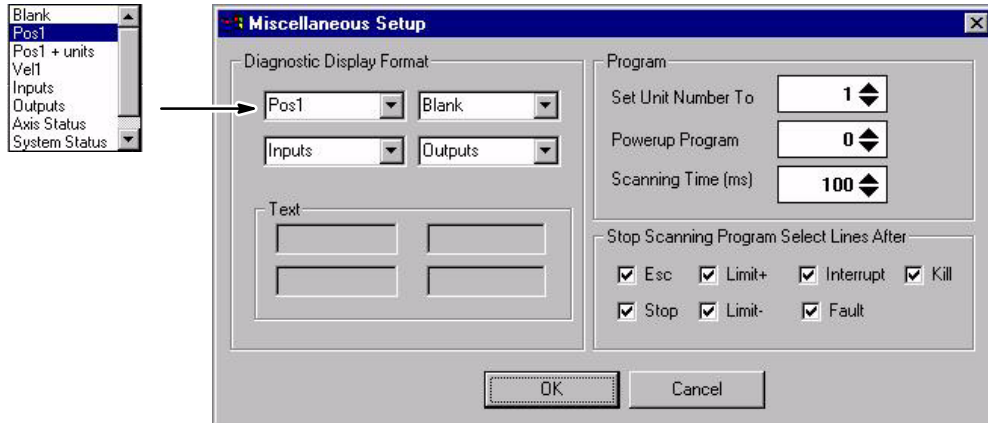 Blank
Pos1
Pos1 + units
Vel1
Inputs
Outputs
Axis Status
System Status
Miscellaneous Setup
Diagnostic Display Format
Pos1
Blank
Inputs
Outputs
Text
Program
Set Unit Number To
1
Powerup Program
0
Scanning Time (ms)
100
Stop Scanning Program Select Lines After
Esc
Limit+
Interrupt
Kill
Stop
Limit-
Fault
OK
Cancel